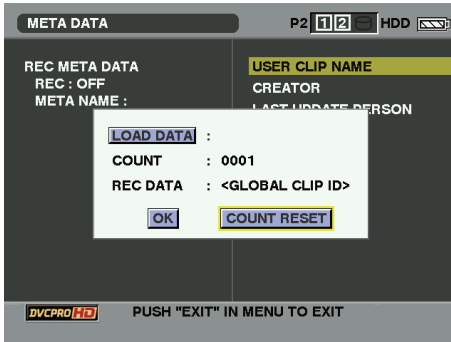 META DATA
P2 1 2 HDD
REC META DATA
REC : OFF
META NAME :
USER CLIP NAME
CREATOR
LAST UPDATE PERSON
LOAD DATA :
COUNT : 0001
REC DATA : <GLOBAL CLIP ID>
OK COUNT RESET
DVCPRO HD PUSH "EXIT" IN MENU TO EXIT